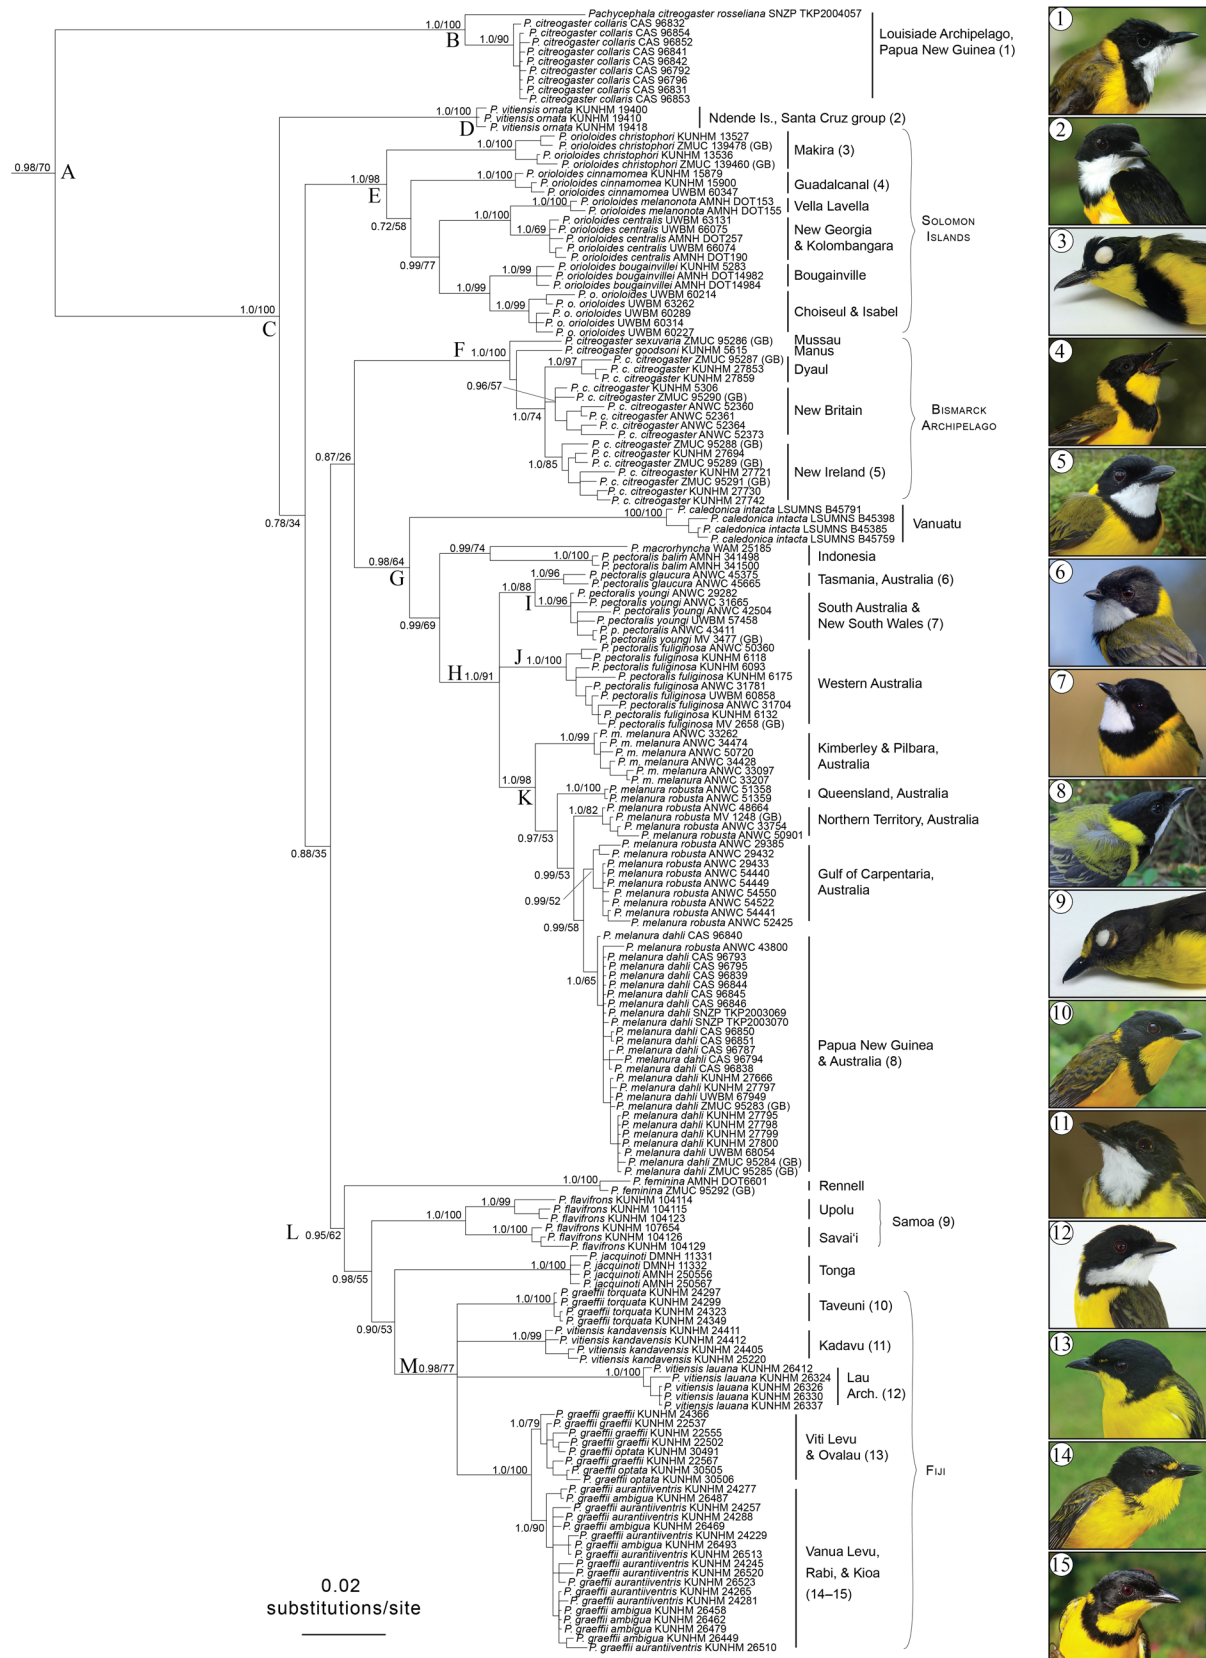 1.0/100
Pachycephala citreogaster rosseliana SNZP TKP2004057
B
1.0/90
P. citreogaster collaris CAS 96832
P. citreogaster collaris CAS 96854
P. citreogaster collaris CAS 96852
P. citreogaster collaris CAS 96841
P. citreogaster collaris CAS 96842
P. citreogaster collaris CAS 96792
P. citreogaster collaris CAS 96796
P. citreogaster collaris CAS 96831
P. citreogaster collaris CAS 96853
Louisiade Archipelago,
Papua New Guinea (1)
1.0/100
D
P. vitiensis ornata KUNHM 19400
P. vitiensis ornata KUNHM 19410
P. vitiensis ornata KUNHM 19418
Ndende Is., Santa Cruz group (2)
0.98/70
A
1.0/98
E
1.0/100
P. orioloides christophori KUNHM 13527
P. orioloides christophori ZMUC 139478 (GB)
P. orioloides christophori KUNHM 13536
P. orioloides christophori ZMUC 139460 (GB)
Makira (3)
0.72/58
1.0/100
P. orioloides cinnamomea KUNHM 15879
P. orioloides cinnamomea KUNHM 15900
P. orioloides cinnamomea UWBM 60347
Guadalcanal (4)
0.99/77
1.0/100
1.0/100
P. orioloides melanonota AMNH DOT153
P. orioloides melanonota AMNH DOT155
Vella Lavella
1.0/69
P. orioloides centralis UWBM 63131
P. orioloides centralis UWBM 66075
P. orioloides centralis AMNH DOT257
P. orioloides centralis UWBM 66074
P. orioloides centralis AMNH DOT190
New Georgia
& Kolombangara
1.0/99
1.0/99
P. orioloides bougainvillei KUNHM 5283
P. orioloides bougainvillei AMNH DOT14982
P. orioloides bougainvillei AMNH DOT14984
Bougainville
1.0/99
P. o. orioloides UWBM 60214
P. o. orioloides UWBM 63262
P. o. orioloides UWBM 60289
P. o. orioloides UWBM 60314
P. o. orioloides UWBM 60227
Choiseul & Isabel
Solomon
Islands
1.0/100
C
F
1.0/100
P. citreogaster sexuvaria ZMUC 95286 (GB)
Mussau
P. citreogaster goodsoni KUNHM 5615
Manus
1.0/97
P. c. citreogaster ZMUC 95287 (GB)
P. c. citreogaster KUNHM 27853
P. c. citreogaster KUNHM 27859
Dyaul
0.96/57
1.0/74
P. c. citreogaster KUNHM 5306
P. c. citreogaster ZMUC 95290 (GB)
P. c. citreogaster ANWC 52360
P. c. citreogaster ANWC 52361
P. c. citreogaster ANWC 52364
P. c. citreogaster ANWC 52373
New Britain
1.0/85
P. c. citreogaster ZMUC 95288 (GB)
P. c. citreogaster KUNHM 27694
P. c. citreogaster ZMUC 95289 (GB)
P. c. citreogaster KUNHM 27721
P. c. citreogaster ZMUC 95291 (GB)
P. c. citreogaster KUNHM 27730
P. c. citreogaster KUNHM 27742
New Ireland (5)
Bismarck
Archipelago
0.87/26
0.78/34
100/100
P. caledonica intacta LSUMNS B45791
P. caledonica intacta LSUMNS B45398
P. caledonica intacta LSUMNS B45385
P. caledonica intacta LSUMNS B45759
Vanuatu
0.98/64
G
0.99/74
P. macrorhyncha WAM 25185
1.0/100
P. pectoralis balim AMNH 341498
P. pectoralis balim AMNH 341500
Indonesia
0.99/69
1.0/88
I
1.0/96
P. pectoralis glaucura ANWC 45375
P. pectoralis glaucura ANWC 45665
Tasmania, Australia (6)
1.0/96
P. pectoralis youngi ANWC 29282
P. pectoralis youngi ANWC 31665
P. pectoralis youngi ANWC 42504
P. pectoralis youngi UWBM 57458
P. p. pectoralis ANWC 43411
P. pectoralis youngi MV 3477 (GB)
South Australia &
New South Wales (7)
H 1.0/91
J
1.0/100
P. pectoralis fuliginosa ANWC 50360
P. pectoralis fuliginosa KUNHM 6118
P. pectoralis fuliginosa KUNHM 6093
P. pectoralis fuliginosa KUNHM 6175
P. pectoralis fuliginosa ANWC 31781
P. pectoralis fuliginosa UWBM 60858
P. pectoralis fuliginosa ANWC 31704
P. pectoralis fuliginosa KUNHM 6132
P. pectoralis fuliginosa MV 2658 (GB)
Western Australia
1.0/98
K
1.0/99
P. m. melanura ANWC 33262
P. m. melanura ANWC 34474
P. m. melanura ANWC 50720
P. m. melanura ANWC 34428
P. m. melanura ANWC 33097
P. m. melanura ANWC 33207
Kimberley & Pilbara,
Australia
0.97/53
1.0/100
P. melanura robusta ANWC 51358
P. melanura robusta ANWC 51359
Queensland, Australia
0.99/53
1.0/82
P. melanura robusta ANWC 48664
P. melanura robusta MV 1248 (GB)
P. melanura robusta ANWC 33754
P. melanura robusta ANWC 50901
Northern Territory, Australia
0.99/52
0.99/58
P. melanura robusta ANWC 29385
P. melanura robusta ANWC 29432
P. melanura robusta ANWC 29433
P. melanura robusta ANWC 54440
P. melanura robusta ANWC 54449
P. melanura robusta ANWC 54550
P. melanura robusta ANWC 54522
P. melanura robusta ANWC 54441
P. melanura robusta ANWC 52425
Gulf of Carpentaria,
Australia
1.0/65
P. melanura dahli CAS 96840
P. melanura robusta ANWC 43800
P. melanura dahli CAS 96793
P. melanura dahli CAS 96795
P. melanura dahli CAS 96839
P. melanura dahli CAS 96844
P. melanura dahli CAS 96845
P. melanura dahli CAS 96846
P. melanura dahli SNZP TKP2003069
P. melanura dahli SNZP TKP2003070
P. melanura dahli CAS 96850
P. melanura dahli CAS 96851
P. melanura dahli CAS 96787
P. melanura dahli CAS 96794
P. melanura dahli CAS 96838
P. melanura dahli KUNHM 27666
P. melanura dahli KUNHM 27797
P. melanura dahli UWBM 67949
P. melanura dahli ZMUC 95283 (GB)
P. melanura dahli KUNHM 27795
P. melanura dahli KUNHM 27798
P. melanura dahli KUNHM 27799
P. melanura dahli KUNHM 27800
P. melanura dahli UWBM 68054
P. melanura dahli ZMUC 95284 (GB)
P. melanura dahli ZMUC 95285 (GB)
Papua New Guinea
& Australia (8)
0.88/35
L 0.95/62
1.0/100
P. feminina AMNH DOT6601
P. feminina ZMUC 95292 (GB)
Rennell
0.98/55
1.0/100
1.0/99
P. flavifrons KUNHM 104114
P. flavifrons KUNHM 104115
P. flavifrons KUNHM 104123
Upolu
1.0/100
P. flavifrons KUNHM 107654
P. flavifrons KUNHM 104126
P. flavifrons KUNHM 104129
Savai'i
Samoa (9)
0.90/53
1.0/100
P. jacquinoti DMNH 11331
P. jacquinoti DMNH 11332
P. jacquinoti AMNH 250556
P. jacquinoti AMNH 250567
Tonga
M 0.98/77
1.0/100
P. graeffii torquata KUNHM 24297
P. graeffii torquata KUNHM 24299
P. graeffii torquata KUNHM 24323
P. graeffii torquata KUNHM 24349
Taveuni (10)
1.0/99
P. vitiensis kandavensis KUNHM 24411
P. vitiensis kandavensis KUNHM 24412
P. vitiensis kandavensis KUNHM 24405
P. vitiensis kandavensis KUNHM 25220
Kadavu (11)
1.0/100
P. vitiensis lauana KUNHM 26412
P. vitiensis lauana KUNHM 26324
P. vitiensis lauana KUNHM 26326
P. vitiensis lauana KUNHM 26330
P. vitiensis lauana KUNHM 26337
Lau
Arch. (12)
1.0/100
1.0/79
P. graeffii graeffii KUNHM 24366
P. graeffii graeffii KUNHM 22537
P. graeffii graeffii KUNHM 22555
P. graeffii graeffii KUNHM 22502
P. graeffii optata KUNHM 30491
P. graeffii graeffii KUNHM 22567
P. graeffii optata KUNHM 30505
P. graeffii optata KUNHM 30506
Viti Levu
& Ovalau (13)
1.0/90
P. graeffii aurantiiventris KUNHM 24277
P. graeffii ambigua KUNHM 26487
P. graeffii aurantiiventris KUNHM 24257
P. graeffii aurantiiventris KUNHM 24288
P. graeffii ambigua KUNHM 26469
P. graeffii aurantiiventris KUNHM 24229
P. graeffii ambigua KUNHM 26493
P. graeffii aurantiiventris KUNHM 26513
P. graeffii aurantiiventris KUNHM 24245
P. graeffii aurantiiventris KUNHM 26520
P. graeffii aurantiiventris KUNHM 26523
P. graeffii aurantiiventris KUNHM 24265
P. graeffii aurantiiventris KUNHM 24281
P. graeffii ambigua KUNHM 26458
P. graeffii ambigua KUNHM 26462
P. graeffii ambigua KUNHM 26479
P. graeffii ambigua KUNHM 26449
P. graeffii aurantiiventris KUNHM 26510
Vanua Levu,
Rabi, & Kioa
(14–15)
Fiji
0.02
substitutions/site
1
2
3
4
5
6
7
8
9
10
11
12
13
14
15